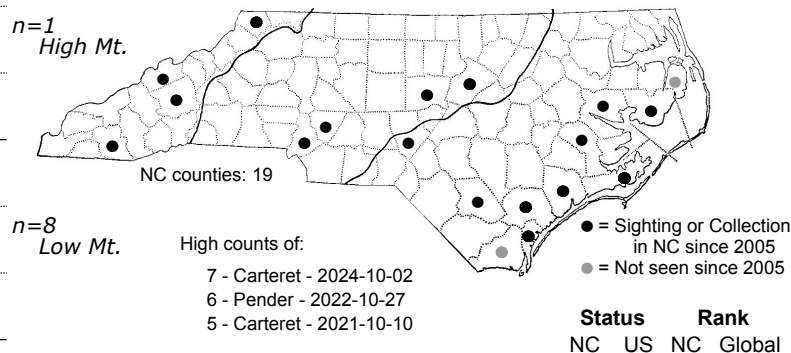 n=1
High Mt.
NC counties: 19
n=8
Low Mt.
High counts of:
7 - Carteret - 2024-10-02
6 - Pender - 2022-10-27
5 - Carteret - 2021-10-10
= Sighting or Collection
in NC since 2005
= Not seen since 2005
Status Rank
NC US NC Global